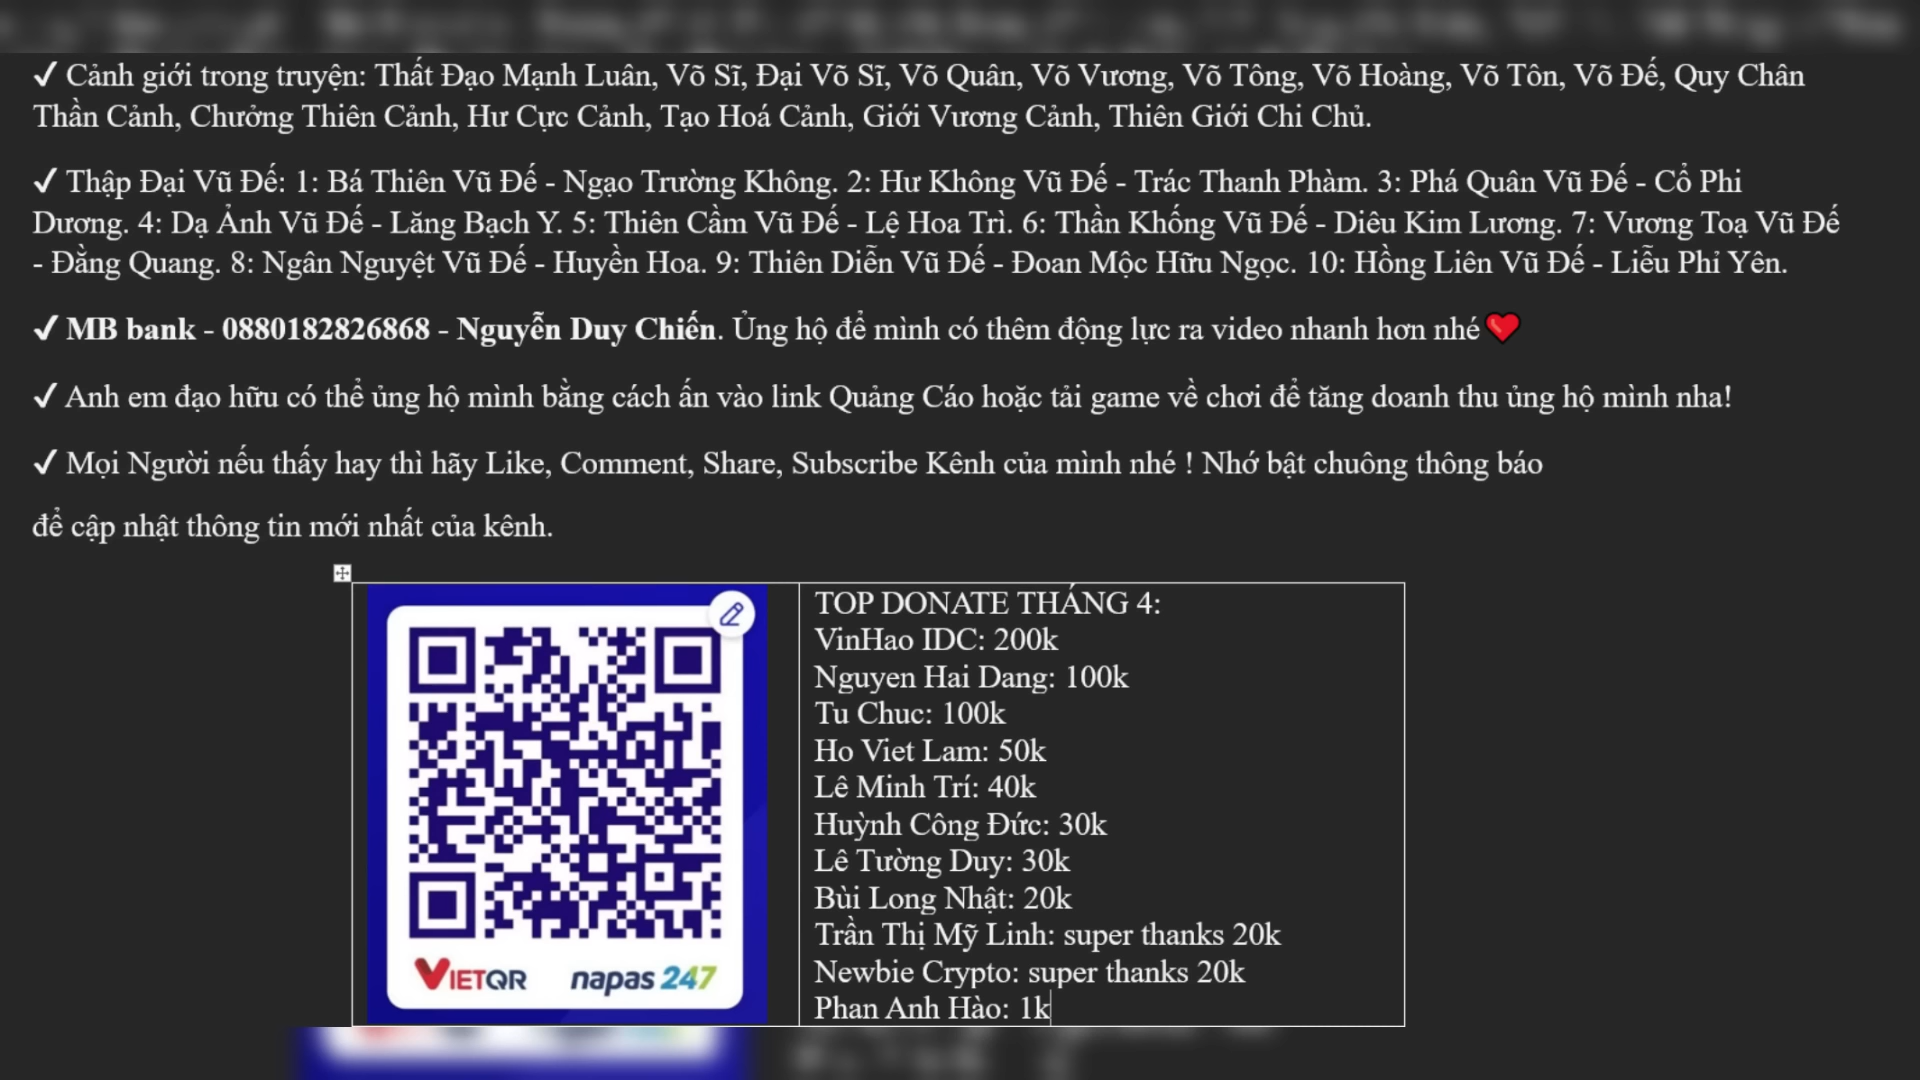 ✓ Cảnh giới trong truyện: Thất Đạo Mạnh Luân, Võ Sĩ, Đại Võ Sĩ, Võ Quân, Võ Vương, Võ Tông, Võ Hoàng, Võ Tôn, Võ Đế, Quy Chân
Thần Cảnh, Chưởng Thiên Cảnh, Hư Cực Cảnh, Tạo Hoá Cảnh, Giới Vương Cảnh, Thiên Giới Chi Chủ.
✓ Thập Đại Vũ Đế: 1: Bá Thiên Vũ Đế - Ngạo Trường Không. 2: Hư Không Vũ Đế - Trác Thanh Phàm. 3: Phá Quân Vũ Đế - Cổ Phi
Dương. 4: Dạ Ảnh Vũ Đế - Lăng Bạch Y. 5: Thiên Cầm Vũ Đế - Lệ Hoa Trì. 6: Thần Khống Vũ Đế - Diêu Kim Lương. 7: Vương Toạ Vũ Đế
- Đằng Quang. 8: Ngân Nguyệt Vũ Đế - Huyền Hoa. 9: Thiên Diễn Vũ Đế - Đoan Mộc Hữu Ngọc. 10: Hồng Liên Vũ Đế - Liễu Phỉ Yên.
✓ MB bank - 0880182826868 - Nguyễn Duy Chiến. Ủng hộ để mình có thêm động lực ra video nhanh hơn nhé❤
✓ Anh em đạo hữu có thể ủng hộ mình bằng cách ấn vào link Quảng Cáo hoặc tải game về chơi để tăng doanh thu ủng hộ mình nha!
✓ Mọi Người nếu thấy hay thì hãy Like, Comment, Share, Subscribe Kênh của mình nhé ! Nhớ bật chuông thông báo
để cập nhật thông tin mới nhất của kênh.
VIETQR napas 247
TOP DONATE THÁNG 4:
VinHao IDC: 200k
Nguyen Hai Dang: 100k
Tu Chuc: 100k
Ho Viet Lam: 50k
Lê Minh Trí: 40k
Huỳnh Công Đức: 30k
Lê Tường Duy: 30k
Bùi Long Nhật: 20k
Trần Thị Mỹ Linh: super thanks 20k
Newbie Crypto: super thanks 20k
Phan Anh Hào: 1k